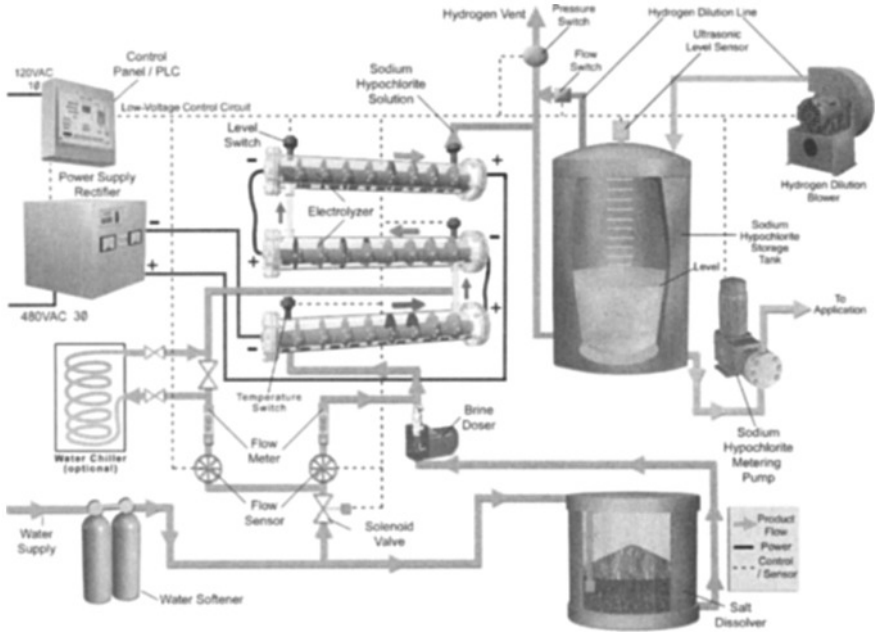 Hydrogen Vent
Pressure
Switch
Hydrogen Dilution Line
Ultrasonic
Level Sensor
Flow
Switch
Control
Panel / PLC
120VAC
1Ø
Sodium
Hypochlorite
Solution
Low-Voltage Control Circuit
Level
Switch
Power Supply
Rectifier
Hydrogen Dilution
Blower
Electrolyzer
Sodium
Hypochlorite
Storage
Tank
Level
480VAC 3Ø
To
Application
Temperature
Switch
Brine
Doser
Flow
Meter
Water Chiller
(optional)
Sodium
Hypochlorite
Metering
Pump
Flow
Sensor
Solenoid
Valve
Water
Supply
Water Softener
Product
Flow
Power
Control
/ Sensor
Salt
Dissolver
- + + - - +
- +